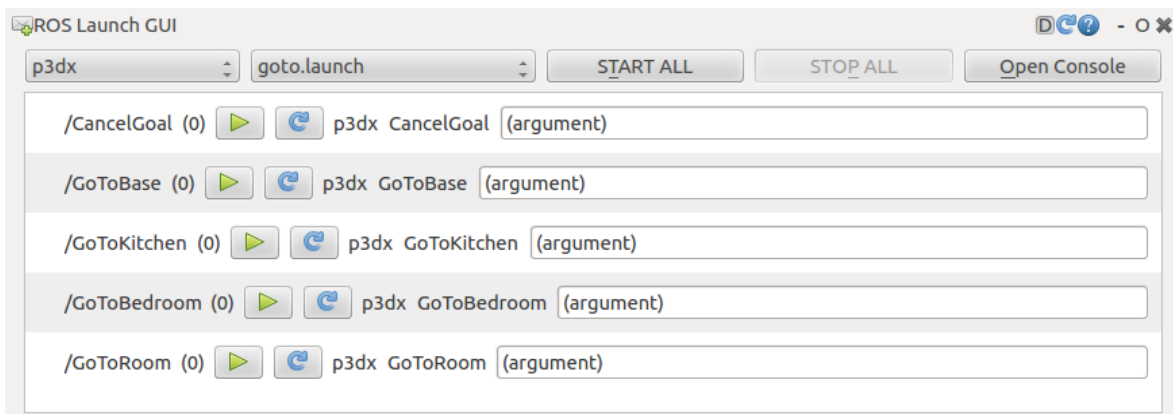 ROS Launch GUI D ? - O
p3dx goto.launch START ALL STOP ALL Open Console
/CancelGoal (0) p3dx CancelGoal (argument)
/GoToBase (0) p3dx GoToBase (argument)
/GoToKitchen (0) p3dx GoToKitchen (argument)
/GoToBedroom (0) p3dx GoToBedroom (argument)
/GoToRoom (0) p3dx GoToRoom (argument)